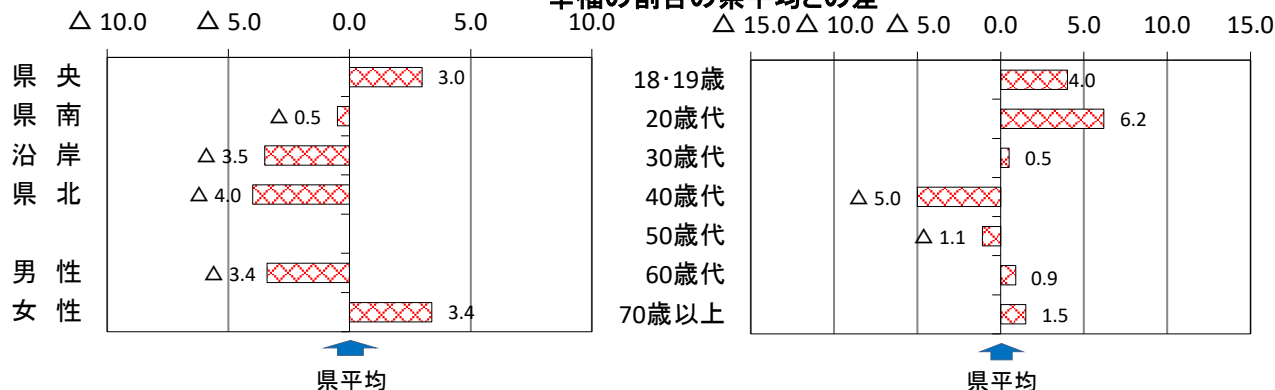 幸福の割合の県平均との差
△ 10.0 △ 5.0 0.0 5.0 10.0
県 央 3.0
県 南 △ 0.5
沿 岸 △ 3.5
県 北 △ 4.0
男 性 △ 3.4
女 性 3.4
県平均
△ 15.0 △ 10.0 △ 5.0 0.0 5.0 10.0 15.0
18･19歳 4.0
20歳代 6.2
30歳代 0.5
40歳代 △ 5.0
50歳代 △ 1.1
60歳代 0.9
70歳以上 1.5
県平均